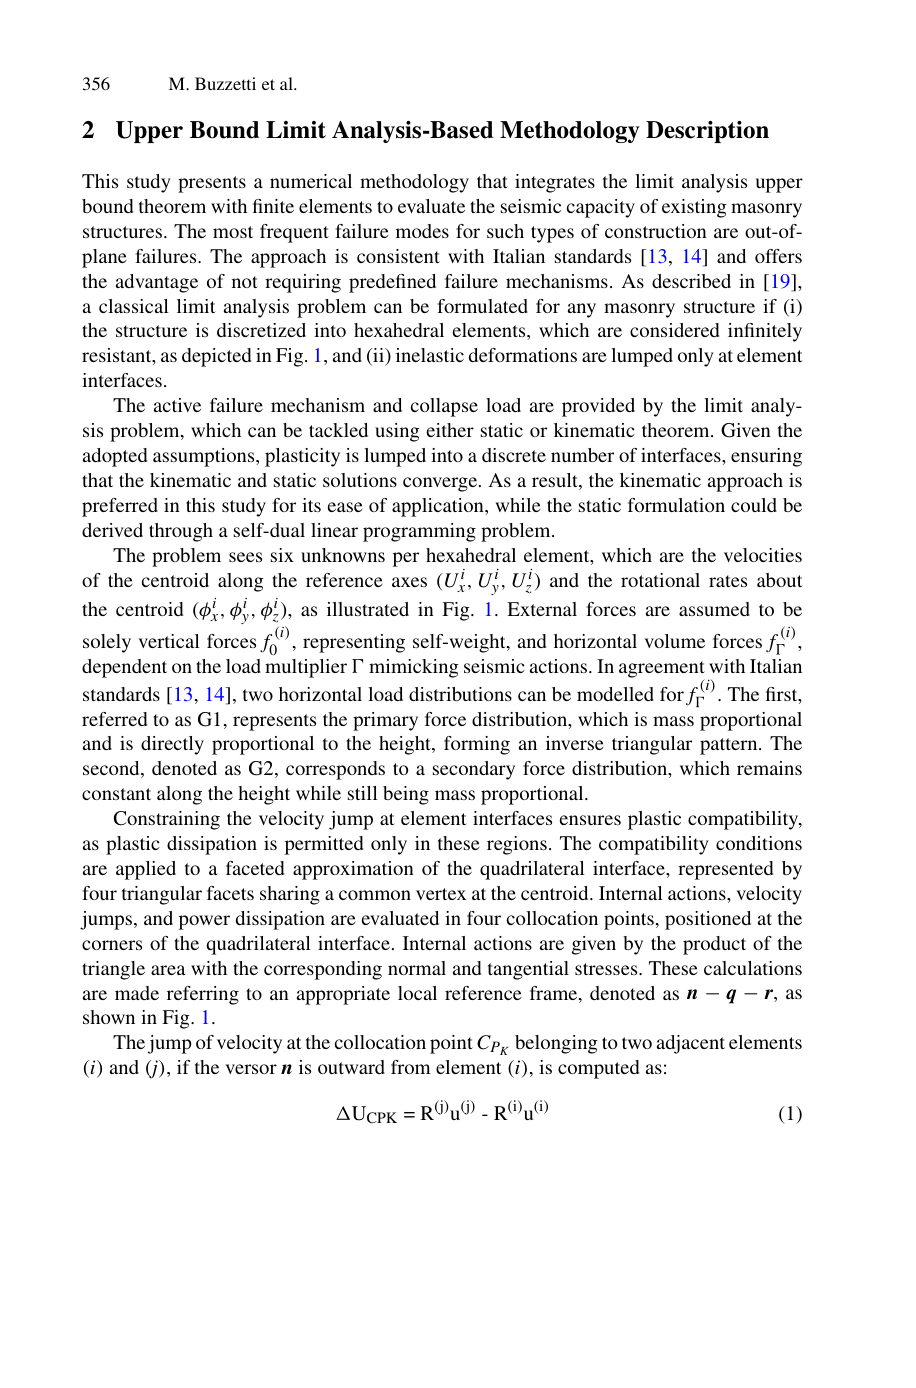 356 M. Buzzetti et al.
2 Upper Bound Limit Analysis-Based Methodology Description
This study presents a numerical methodology that integrates the limit analysis upper
bound theorem with finite elements to evaluate the seismic capacity of existing masonry
structures. The most frequent failure modes for such types of construction are out-of-
plane failures. The approach is consistent with Italian standards [13, 14] and offers
the advantage of not requiring predefined failure mechanisms. As described in [19],
a classical limit analysis problem can be formulated for any masonry structure if (i)
the structure is discretized into hexahedral elements, which are considered infinitely
resistant, as depicted in Fig. 1, and (ii) inelastic deformations are lumped only at element
interfaces.
The active failure mechanism and collapse load are provided by the limit analy-
sis problem, which can be tackled using either static or kinematic theorem. Given the
adopted assumptions, plasticity is lumped into a discrete number of interfaces, ensuring
that the kinematic and static solutions converge. As a result, the kinematic approach is
preferred in this study for its ease of application, while the static formulation could be
derived through a self-dual linear programming problem.
The problem sees six unknowns per hexahedral element, which are the velocities
of the centroid along the reference axes (U_x^i, U_y^i, U_z^i) and the rotational rates about
the centroid (ϕ_x^i, ϕ_y^i, ϕ_z^i), as illustrated in Fig. 1. External forces are assumed to be
solely vertical forces f_0^(i), representing self-weight, and horizontal volume forces f_Γ^(i),
dependent on the load multiplier Γ mimicking seismic actions. In agreement with Italian
standards [13, 14], two horizontal load distributions can be modelled for f_Γ^(i). The first,
referred to as G1, represents the primary force distribution, which is mass proportional
and is directly proportional to the height, forming an inverse triangular pattern. The
second, denoted as G2, corresponds to a secondary force distribution, which remains
constant along the height while still being mass proportional.
Constraining the velocity jump at element interfaces ensures plastic compatibility,
as plastic dissipation is permitted only in these regions. The compatibility conditions
are applied to a faceted approximation of the quadrilateral interface, represented by
four triangular facets sharing a common vertex at the centroid. Internal actions, velocity
jumps, and power dissipation are evaluated in four collocation points, positioned at the
corners of the quadrilateral interface. Internal actions are given by the product of the
triangle area with the corresponding normal and tangential stresses. These calculations
are made referring to an appropriate local reference frame, denoted as n − q − r, as
shown in Fig. 1.
The jump of velocity at the collocation point C_{P_K} belonging to two adjacent elements
(i) and (j), if the versor n is outward from element (i), is computed as:
ΔU_CPK = R^(j)u^(j) - R^(i)u^(i) (1)